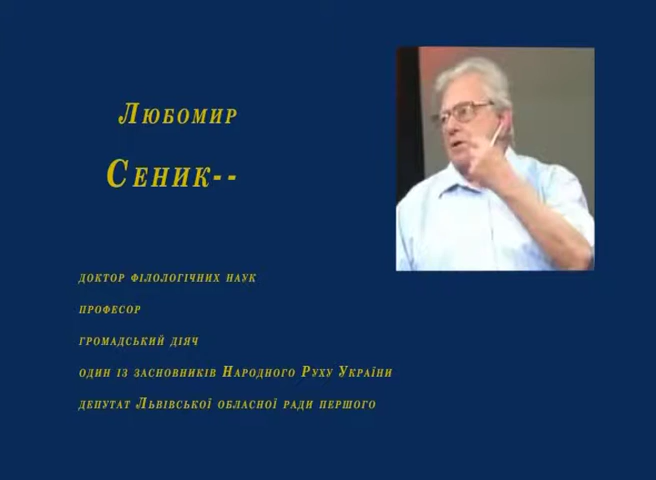 Любомир
Сеник--
доктор філологічних наук
професор
громадський діяч
один із засновників Народного Руху України
депутат Львівської обласної ради першого